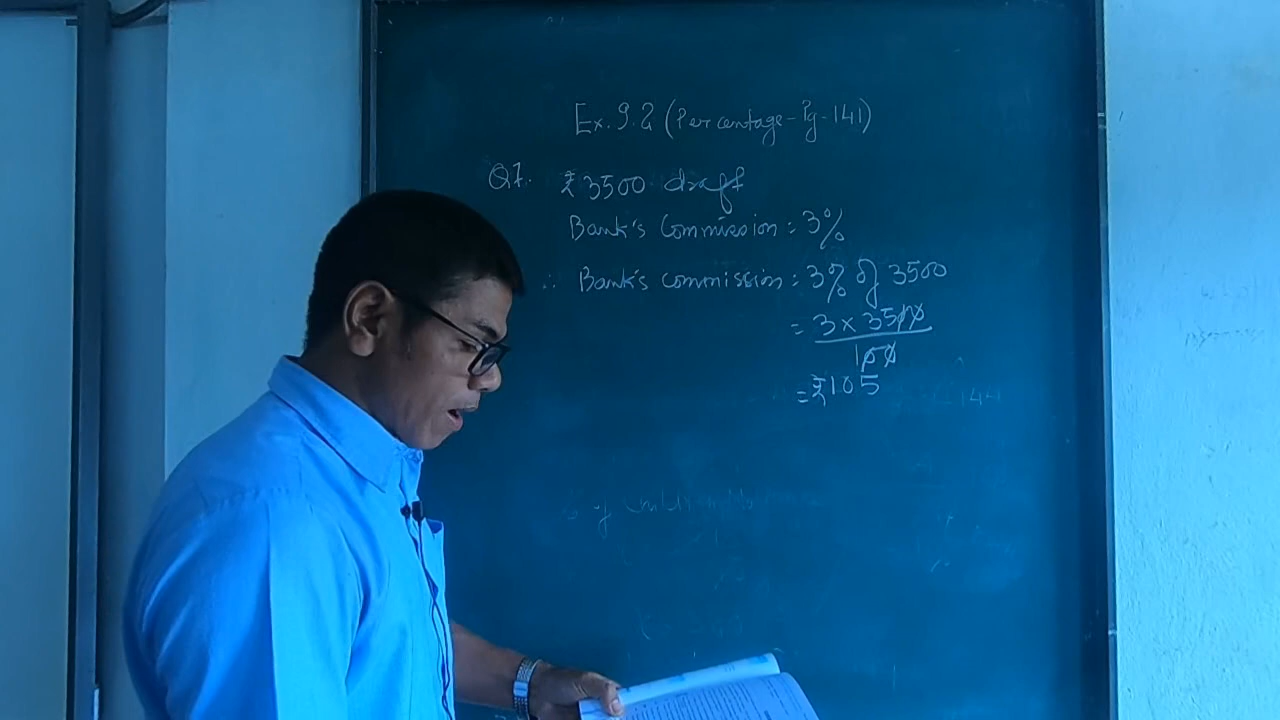 Ex. 9.2 (Percentage - Pg - 141)
Q7. ₹3500 draft
Bank's Commission = 3%
∴ Bank's commission = 3% of 3500
= 3 x 3500
100
= ₹105